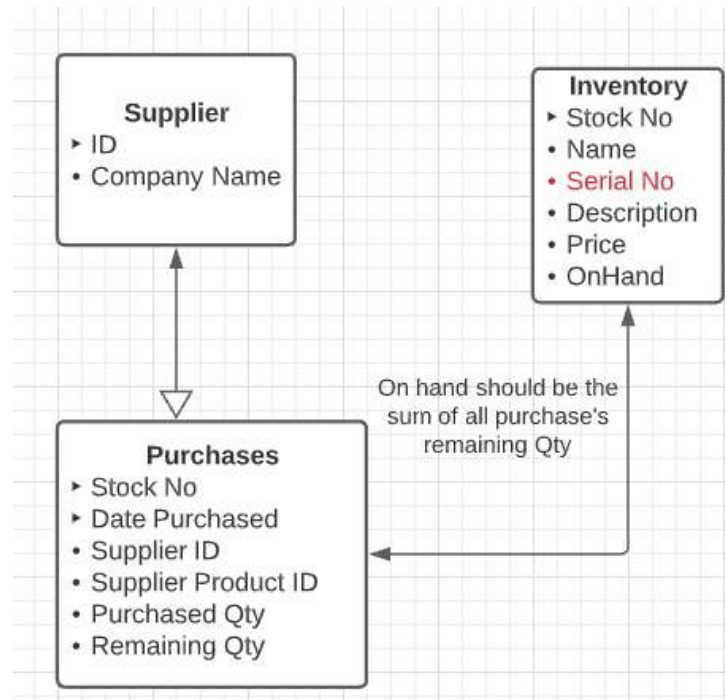 Supplier
ID
Company Name
Inventory
Stock No
Name
Serial No
Description
Price
OnHand
On hand should be the
sum of all purchase's
remaining Qty
Purchases
Stock No
Date Purchased
Supplier ID
Supplier Product ID
Purchased Qty
Remaining Qty